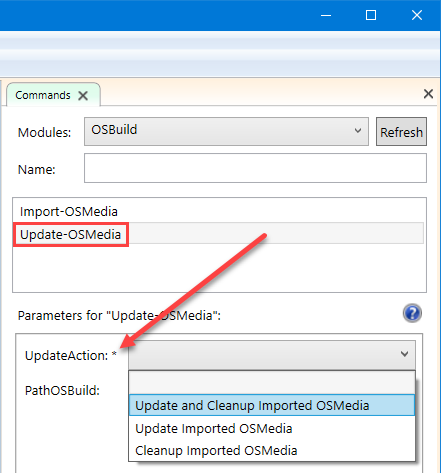 Commands
Modules: OSBuild Refresh
Name:
Import-OSMedia
Update-OSMedia
Parameters for "Update-OSMedia":
UpdateAction: *
PathOSBuild:
Update and Cleanup Imported OSMedia
Update Imported OSMedia
Cleanup Imported OSMedia